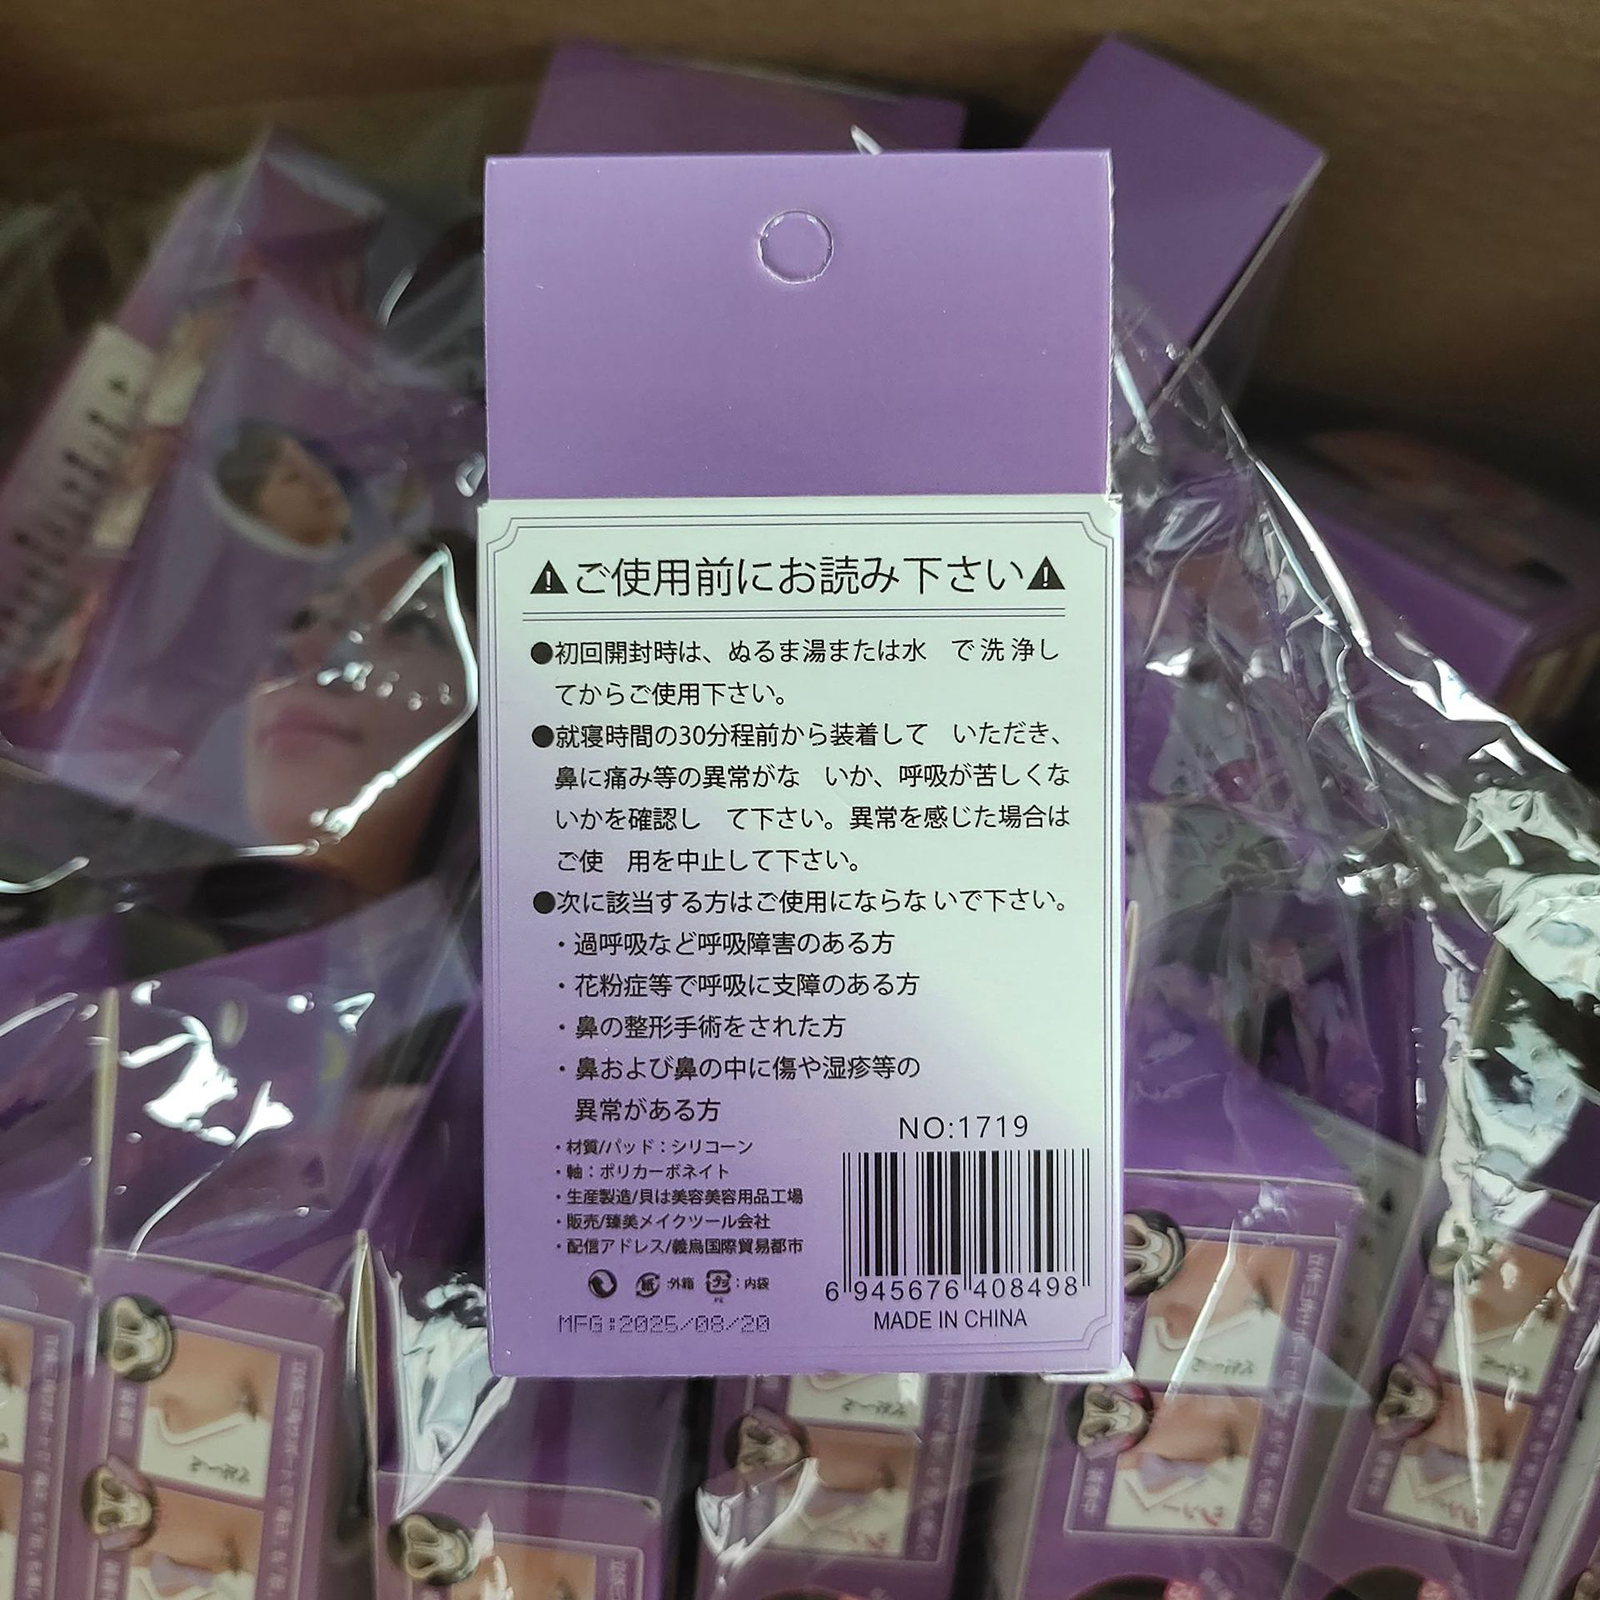 ご使用前にお読み下さい
●初回開封時は、ぬるま湯または水　で 洗 浄し
てからご使用下さい。
●就寝時間の30分程前から装着して　いただき、
鼻に痛み等の異常がな　いか、呼吸が苦しくな
いかを確認し　て下さい。異常を感じた場合は
ご使　用を中止して下さい。
●次に該当する方はご使用にならな いで下さい。
・過呼吸など呼吸障害のある方
・花粉症等で呼吸に支障のある方
・鼻の整形手術をされた方
・鼻および鼻の中に傷や湿疹等の
異常がある方
・材質/パッド：シリコーン
・軸：ポリカーボネイト
・生産製造/貝は美容美容用品工場
・販売/臻美メイクツール会社
・配信アドレス/義烏国際貿易都市
紙 :外箱 プラ :内袋
MFG:2025/08/20
NO:1719
6 945676 408498
MADE IN CHINA